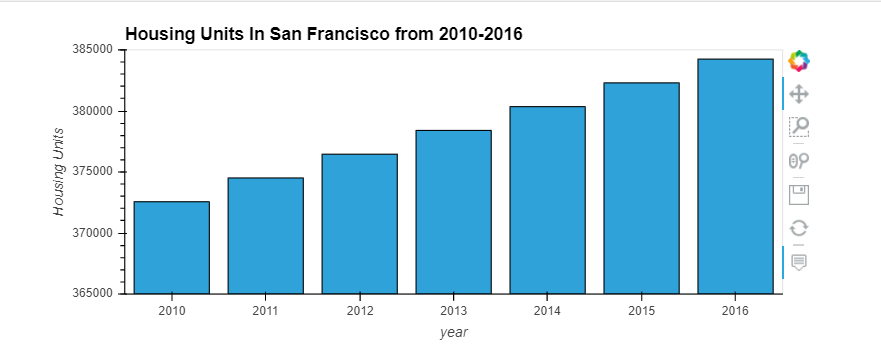 Housing Units In San Francisco from 2010-2016
385000
380000
375000
370000
365000
Housing Units
2010 2011 2012 2013 2014 2015 2016
year